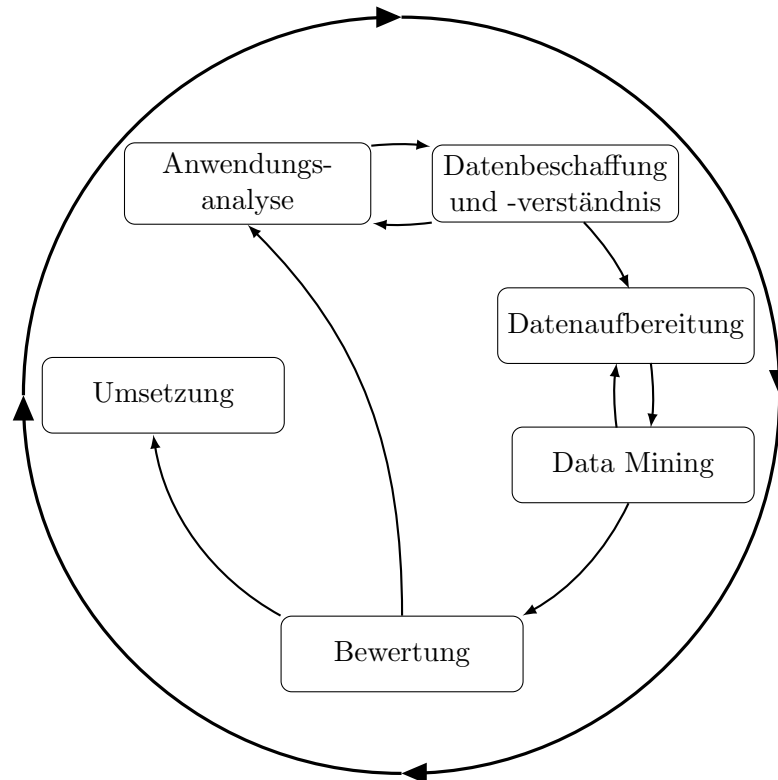 Anwendungs-
analyse
Datenbeschaffung
und -verständnis
Datenaufbereitung
Umsetzung
Data Mining
Bewertung